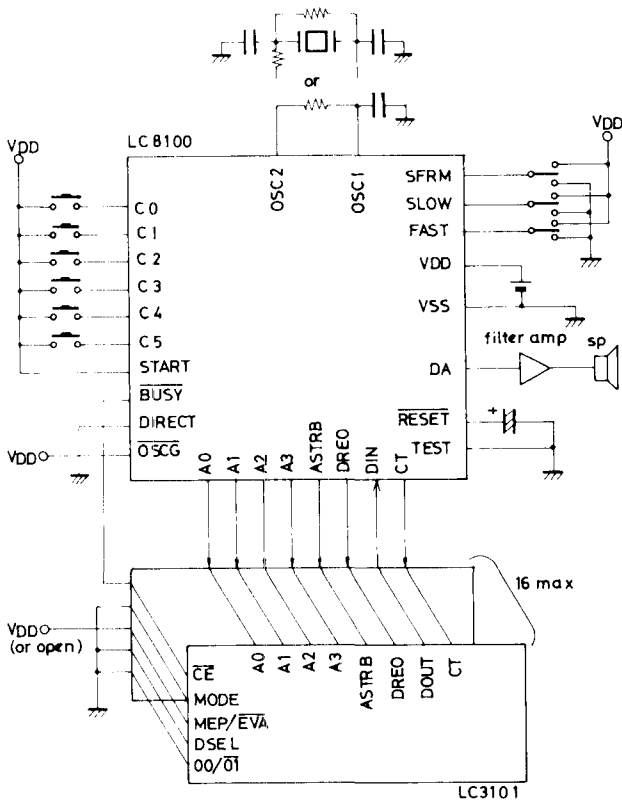 or
VDD
LC8100
VDD
OSC2
OSC1
C0
C1
C2
C3
C4
C5
START
BUSY
DIRECT
VDD
OSCG
SFRM
SLOW
FAST
VDD
VSS
filter amp
sp
DA
RESET
TEST
A0
A1
A2
A3
ASTRB
DREO
DIN
CT
16 max
VDD
(or open)
A0
A1
A2
A3
ASTRB
DREO
DOUT
CT
CE
MODE
MEP/EVA
DSEL
00/01
LC3101